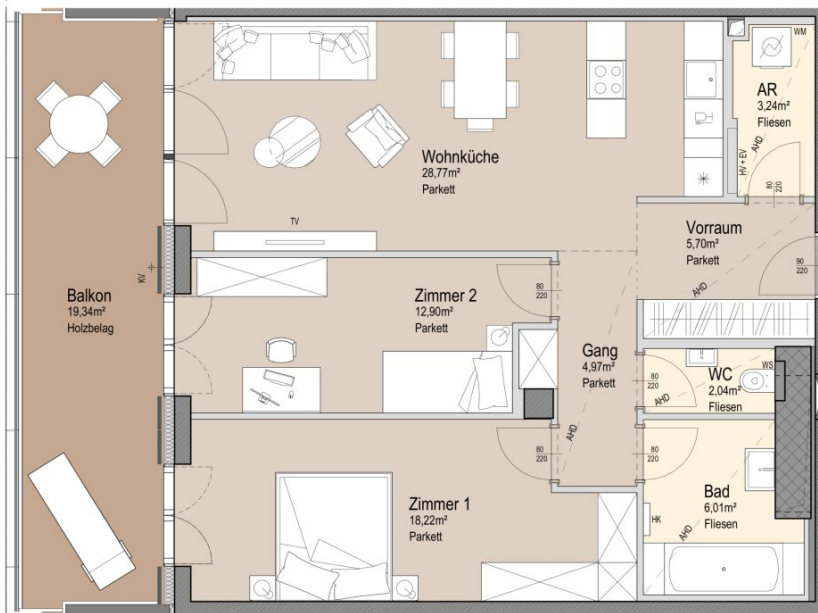 WM
AR
3,24m²
Fliesen
AHD
HV + EV
80
220
Wohnküche
28,77m²
Parkett
TV
Vorraum
5,70m²
Parkett
AHD
90
220
KV
Balkon
19,34m²
Holzbelag
Zimmer 2
12,90m²
Parkett
80
220
Gang
4,97m²
Parkett
AHD
80
220
WC
2,04m²
Fliesen
WS
AHD
Zimmer 1
18,22m²
Parkett
80
220
80
220
Bad
6,01m²
Fliesen
HK
AHD